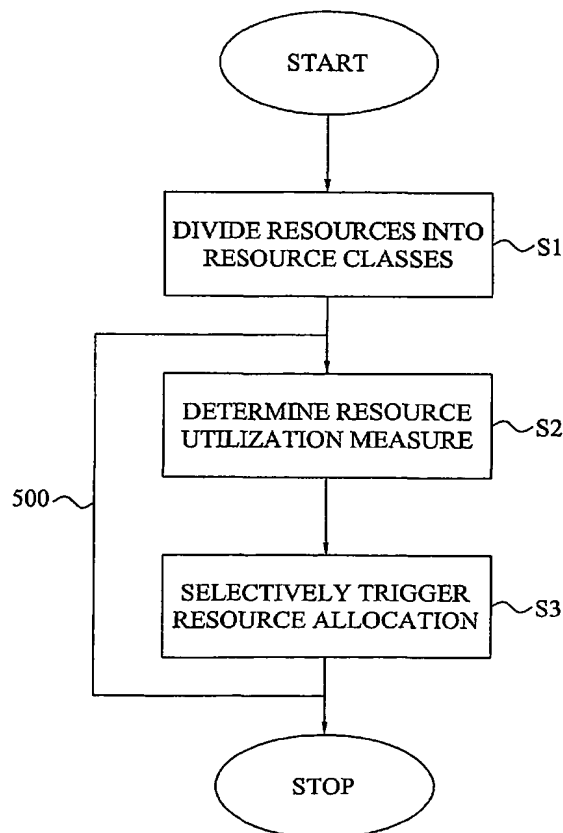 START
DIVIDE RESOURCES INTO
RESOURCE CLASSES
S1
DETERMINE RESOURCE
UTILIZATION MEASURE
S2
500
SELECTIVELY TRIGGER
RESOURCE ALLOCATION
S3
STOP